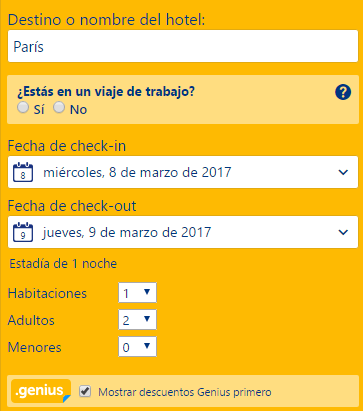 Destino o nombre del hotel:
París
¿Estás en un viaje de trabajo? ?
Sí No
Fecha de check-in
8 miércoles, 8 de marzo de 2017
Fecha de check-out
9 jueves, 9 de marzo de 2017
Estadía de 1 noche
Habitaciones 1
Adultos 2
Menores 0
.genius Mostrar descuentos Genius primero